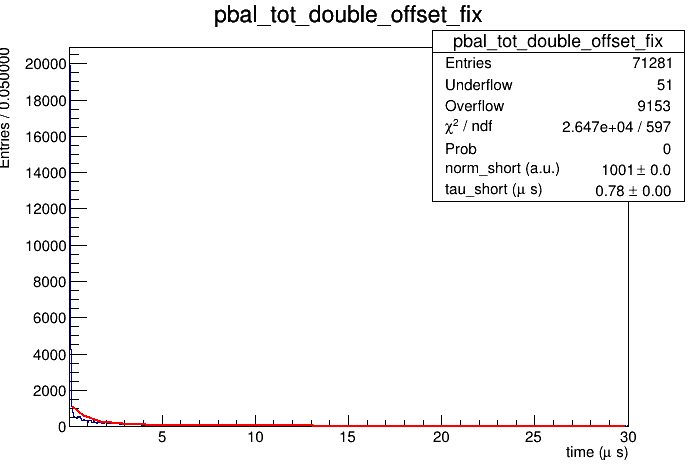 pbal_tot_double_offset_fix
pbal_tot_double_offset_fix
Entries 71281
Underflow 51
Overflow 9153
χ² / ndf 2.647e+04 / 597
Prob 0
norm_short (a.u.) 1001 ± 0.0
tau_short (μ s) 0.78 ± 0.00
Entries / 0.050000
20000
18000
16000
14000
12000
10000
8000
6000
4000
2000
0
5 10 15 20 25 30
time (μ s)